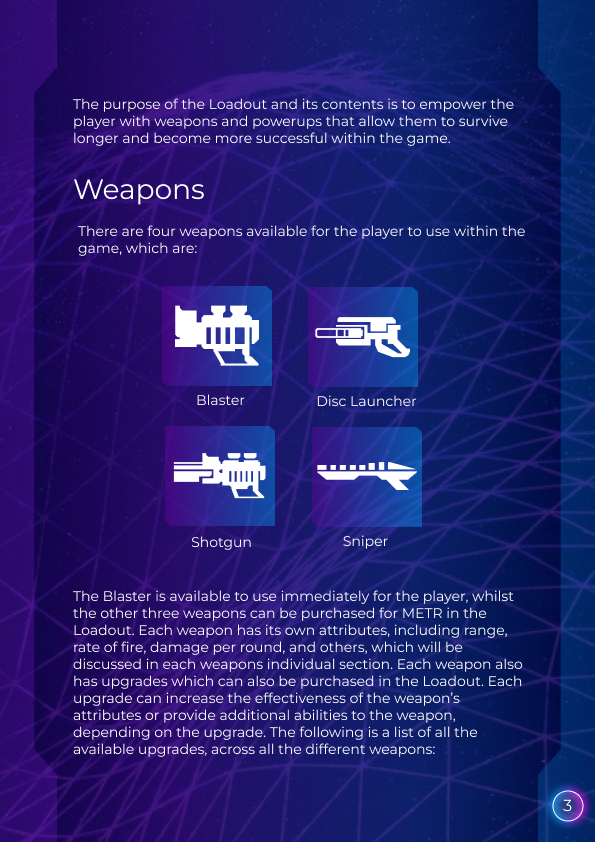 The purpose of the Loadout and its contents is to empower the
player with weapons and powerups that allow them to survive
longer and become more successful within the game.
Weapons
There are four weapons available for the player to use within the
game, which are:
Blaster
Disc Launcher
Shotgun
Sniper
The Blaster is available to use immediately for the player, whilst
the other three weapons can be purchased for METR in the
Loadout. Each weapon has its own attributes, including range,
rate of fire, damage per round, and others, which will be
discussed in each weapons individual section. Each weapon also
has upgrades which can also be purchased in the Loadout. Each
upgrade can increase the effectiveness of the weapon’s
attributes or provide additional abilities to the weapon,
depending on the upgrade. The following is a list of all the
available upgrades, across all the different weapons:
3